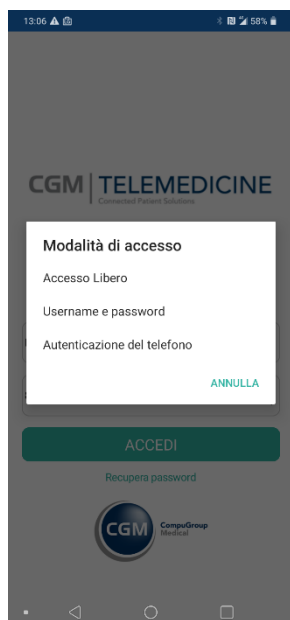 13:06
58%
CGM TELEMEDICINE
Connected Patient Solutions
Modalità di accesso
Accesso Libero
Username e password
Autenticazione del telefono
ANNULLA
ACCEDI
Recupera password
CGM CompuGroup
Medical